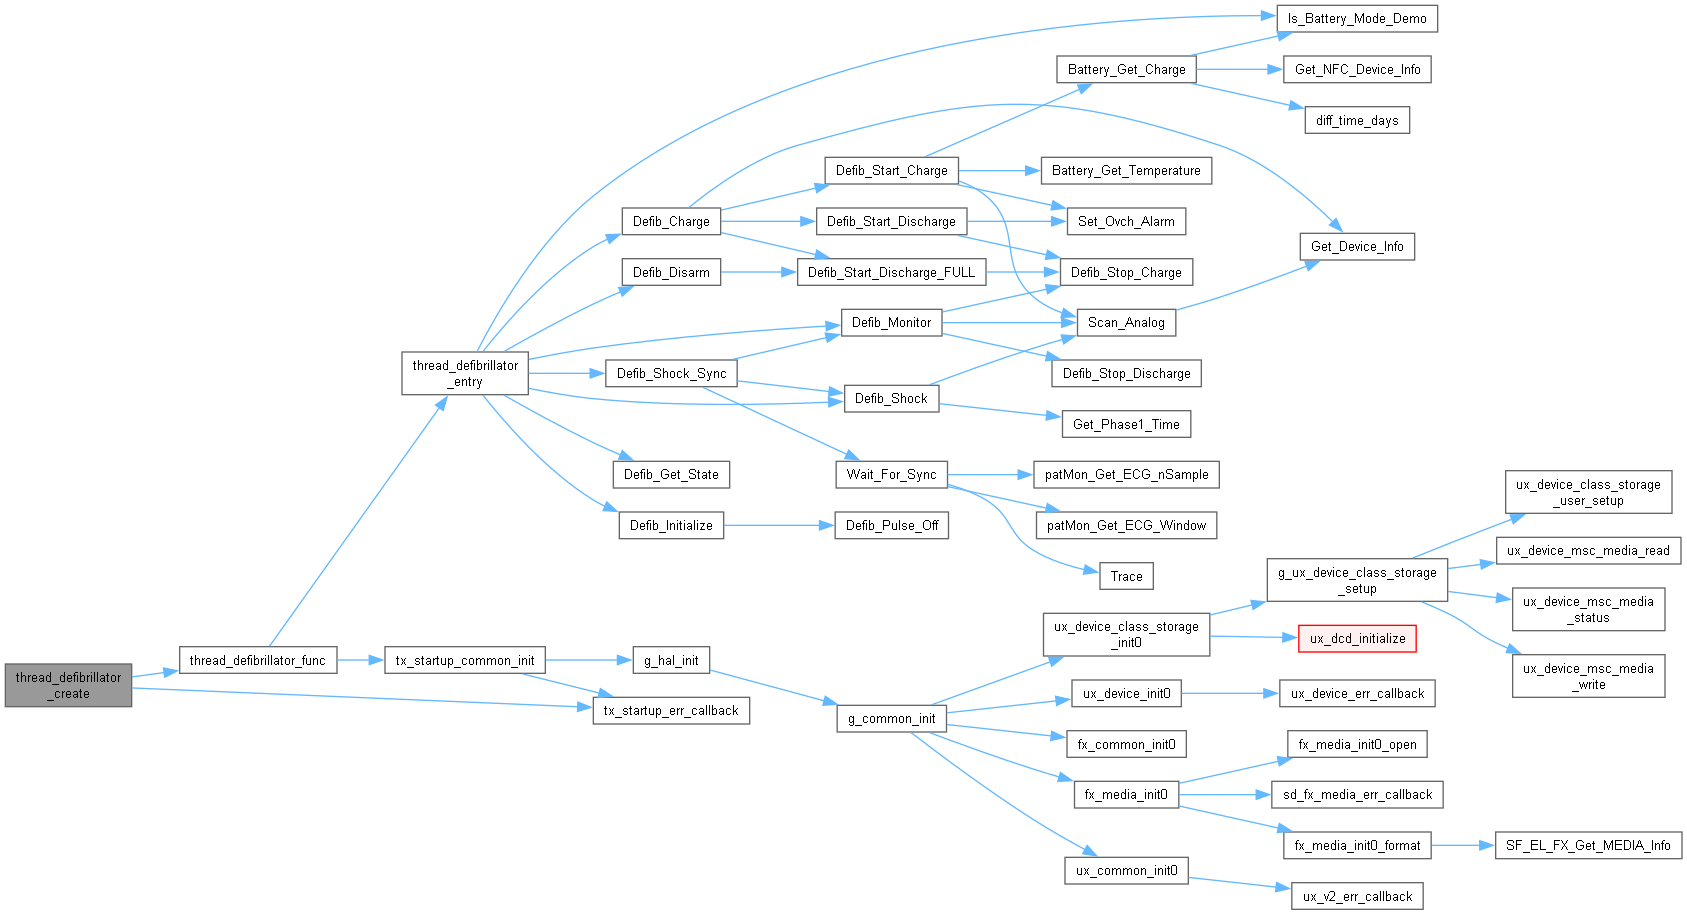 Is_Battery_Mode_Demo
Battery_Get_Charge
Get_NFC_Device_Info
diff_time_days
Defib_Start_Charge
Battery_Get_Temperature
Defib_Charge
Defib_Start_Discharge
Set_Ovch_Alarm
Get_Device_Info
Defib_Disarm
Defib_Start_Discharge_FULL
Defib_Stop_Charge
Defib_Monitor
Scan_Analog
thread_defibrillator
_entry
Defib_Shock_Sync
Defib_Stop_Discharge
Defib_Shock
Get_Phase1_Time
Defib_Get_State
Wait_For_Sync
patMon_Get_ECG_nSample
ux_device_class_storage
_user_setup
Defib_Initialize
Defib_Pulse_Off
patMon_Get_ECG_Window
ux_device_msc_media_read
Trace
g_ux_device_class_storage
_setup
ux_device_msc_media
_status
ux_device_class_storage
_init0
ux_dcd_initialize
thread_defibrillator_func
tx_startup_common_init
g_hal_init
ux_device_msc_media
_write
thread_defibrillator
_create
ux_device_init0
ux_device_err_callback
tx_startup_err_callback
g_common_init
fx_common_init0
fx_media_init0_open
fx_media_init0
sd_fx_media_err_callback
fx_media_init0_format
SF_EL_FX_Get_MEDIA_Info
ux_common_init0
ux_v2_err_callback